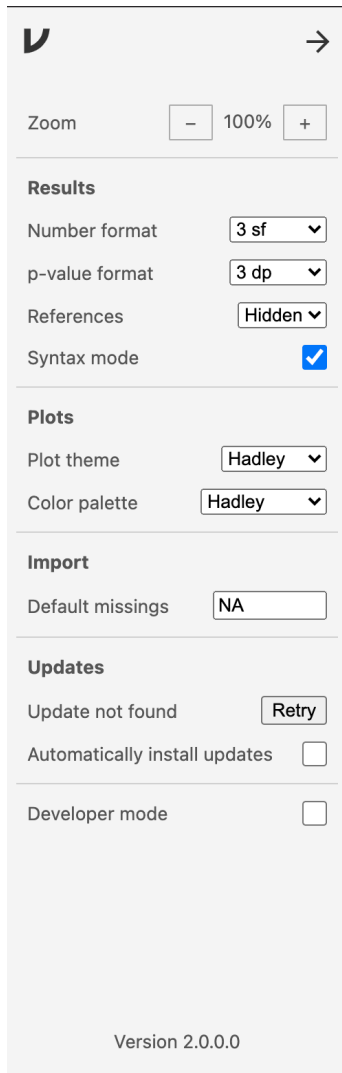 Zoom − 100% +
Results
Number format 3 sf
p-value format 3 dp
References Hidden
Syntax mode
Plots
Plot theme Hadley
Color palette Hadley
Import
Default missings NA
Updates
Update not found Retry
Automatically install updates
Developer mode
Version 2.0.0.0